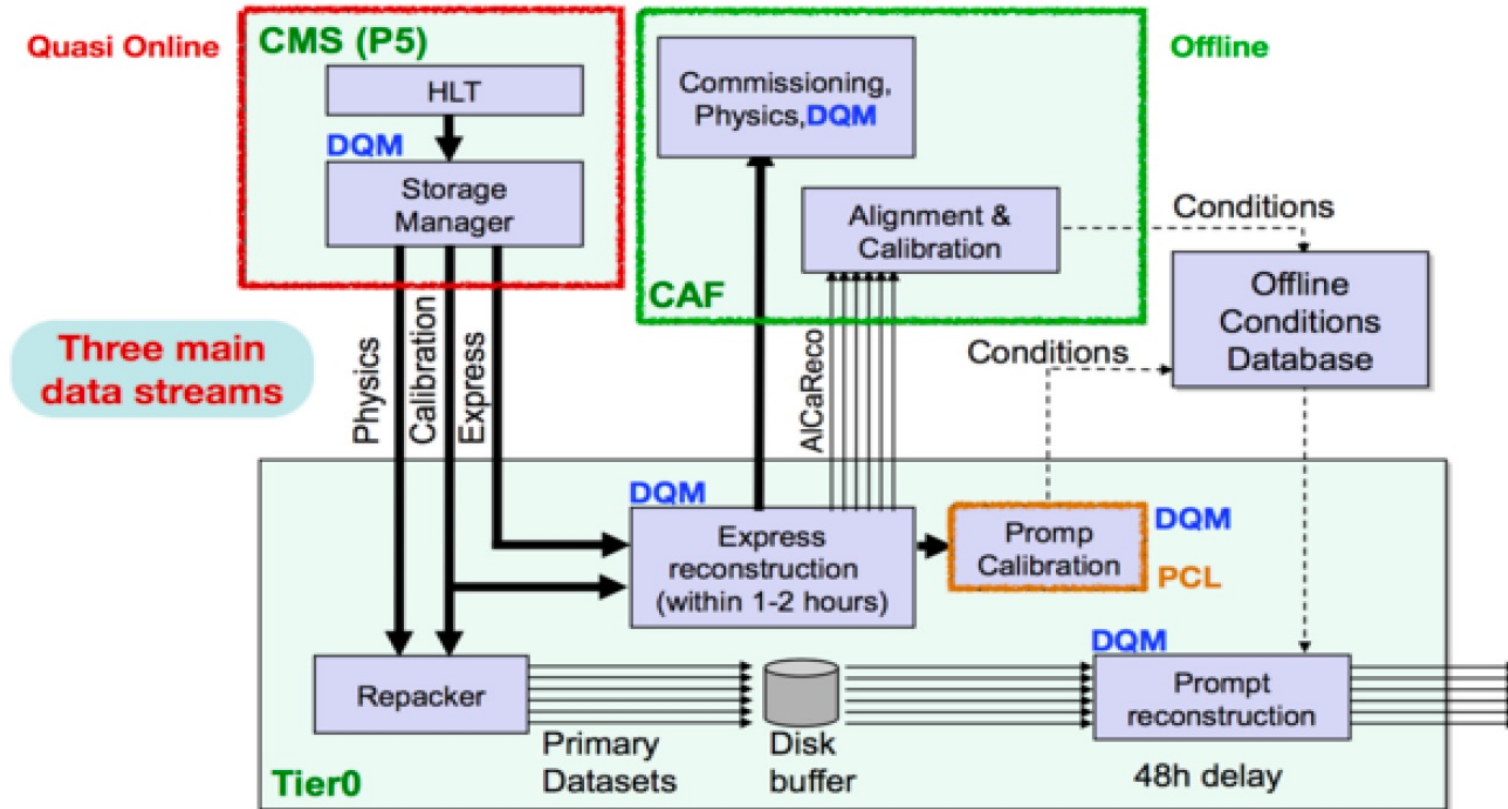 Quasi Online
CMS (P5)
HLT
DQM
Storage
Manager
Offline
Commissioning,
Physics,DQM
Alignment &
Calibration
CAF
Conditions
Offline
Conditions
Database
Conditions
Three main
data streams
Physics
Calibration
Express
AlCaReco
DQM
Express
reconstruction
(within 1-2 hours)
Promp
Calibration
DQM
PCL
Repacker
Primary
Datasets
Disk
buffer
DQM
Prompt
reconstruction
48h delay
Tier0